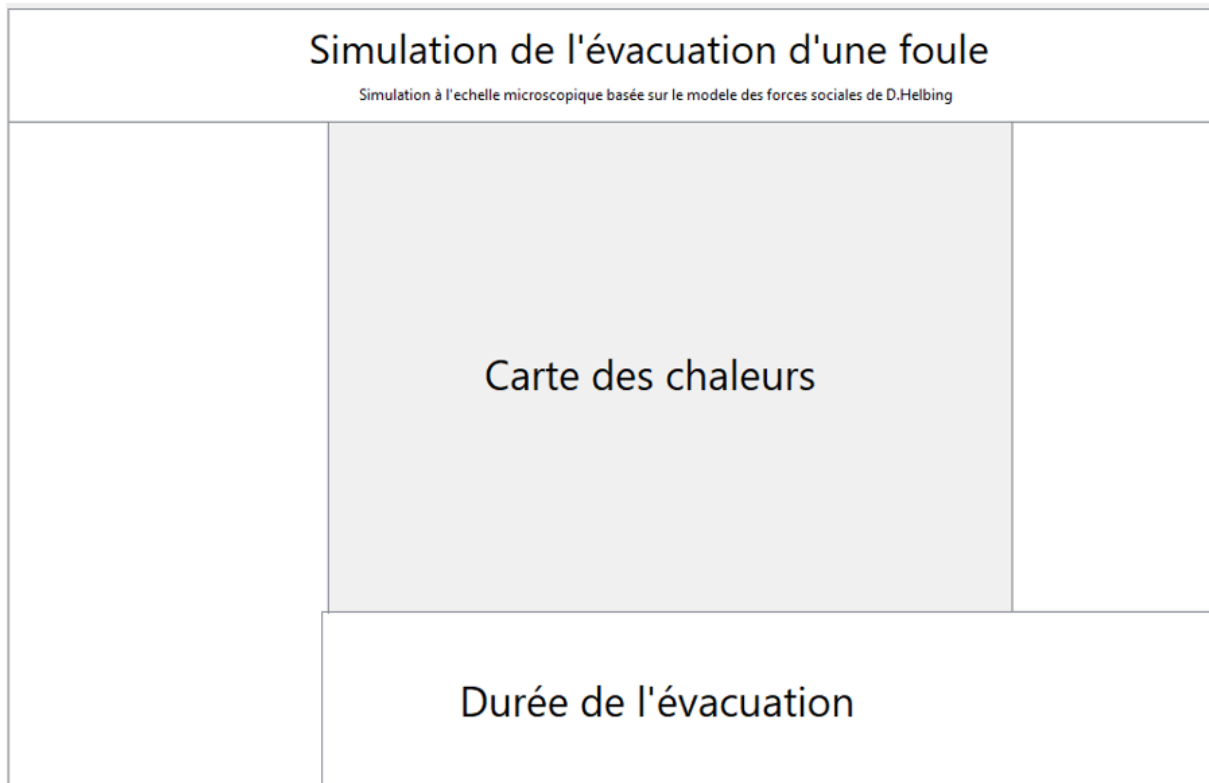 Simulation de l'évacuation d'une foule
Simulation à l'echelle microscopique basée sur le modele des forces sociales de D.Helbing
Carte des chaleurs
Durée de l'évacuation